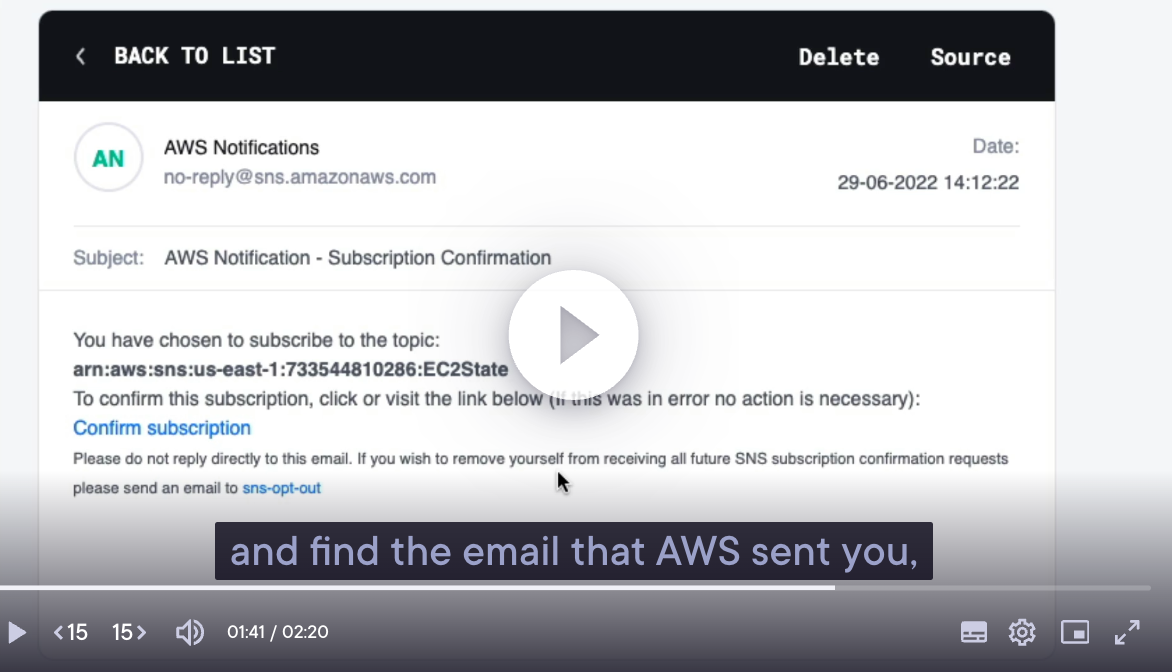 BACK TO LIST Delete Source
AN
AWS Notifications
no-reply@sns.amazonaws.com
Date:
29-06-2022 14:12:22
Subject: AWS Notification - Subscription Confirmation
You have chosen to subscribe to the topic:
arn:aws:sns:us-east-1:733544810286:EC2State
To confirm this subscription, click or visit the link below (If this was in error no action is necessary):
Confirm subscription
Please do not reply directly to this email. If you wish to remove yourself from receiving all future SNS subscription confirmation requests
please send an email to sns-opt-out
and find the email that AWS sent you,
<15 15> 01:41 / 02:20